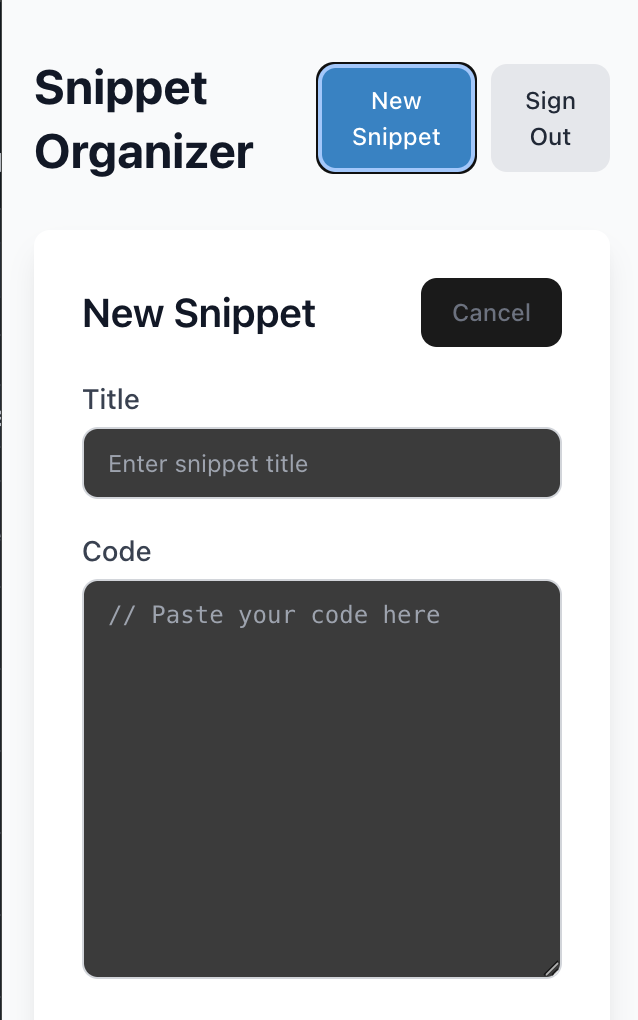 Snippet
Organizer
New
Snippet
Sign
Out
New Snippet
Cancel
Title
Enter snippet title
Code
// Paste your code here